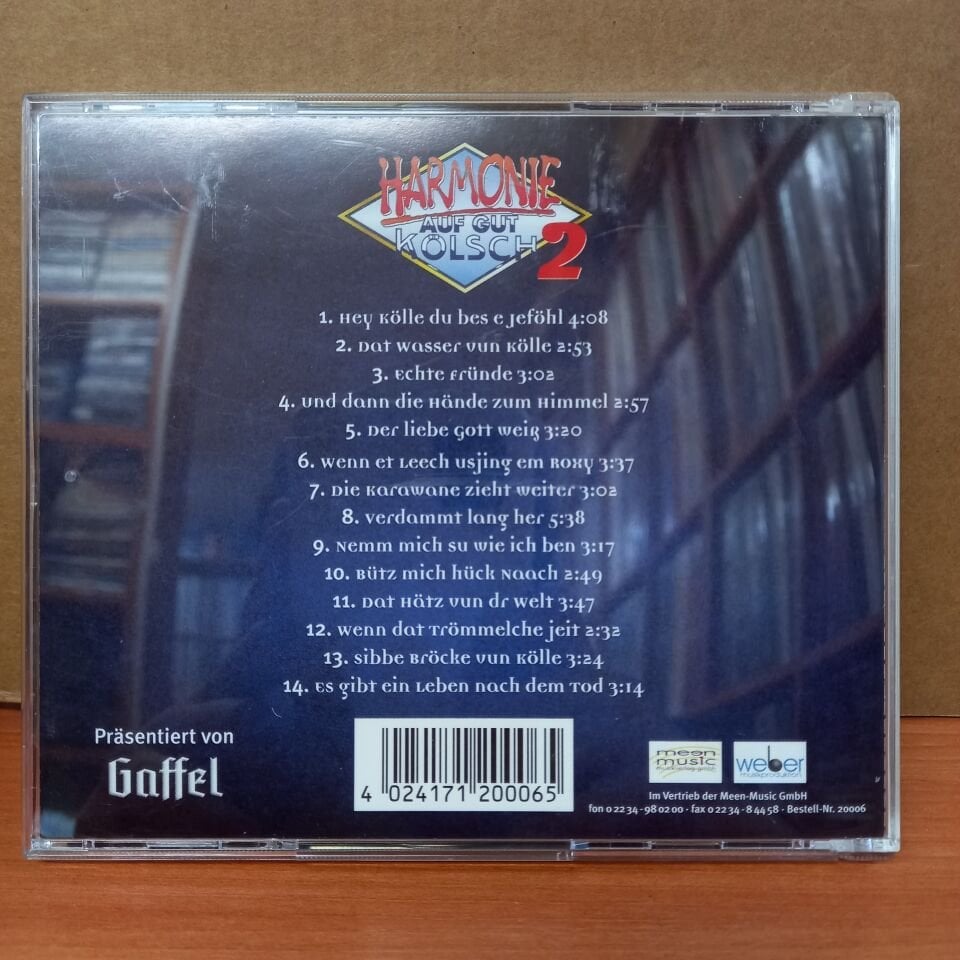 HARMONIE
AUF GUT
KÖLSCH 2
1. Hey Kölle du bes e Jeföhl 4:08
2. Dat Wasser vun Kölle 2:53
3. Echte Fründe 3:02
4. Und dann die Hände zum Himmel 2:57
5. Der liebe Gott weiß 3:20
6. Wenn et Leech usjing em Roxy 3:37
7. Die Karawane zieht weiter 3:02
8. Verdammt lang her 5:38
9. Nemm mich su wie ich ben 3:17
10. Bütz mich hück Naach 2:49
11. Dat Hätz vun dr Welt 3:47
12. Wenn dat Trömmelche jeit 2:32
13. Sibbe Bröcke vun Kölle 3:24
14. Es gibt ein Leben nach dem Tod 3:14
Präsentiert von
Gaffel
4 024171 200065
meen
music
weber
musikproduktion
Im Vertrieb der Meen-Music GmbH
fon 0 22 34 - 98 02 00 · fax 0 22 34 - 8 44 58 · Bestell-Nr. 20006